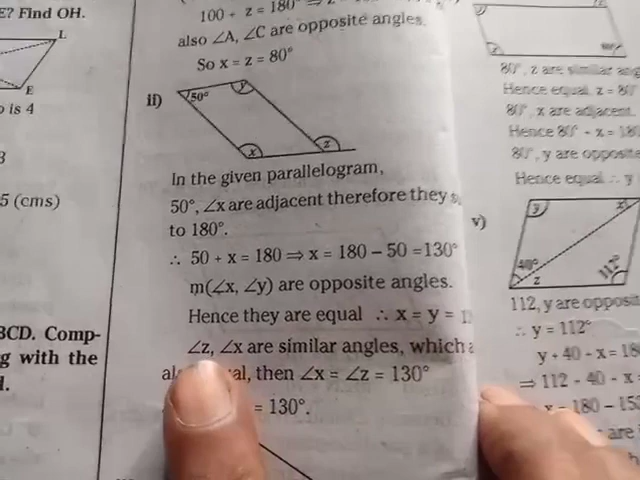 E? Find OH.
L
E
o is 4
3
5 (cms)
BCD. Comp-
g with the
d.
100 + z = 180°
also ∠A, ∠C are opposite angles.
So x = z = 80°
ii)
50°
y
x
z
In the given parallelogram,
50°, ∠x are adjacent therefore they
to 180°.
∴ 50 + x = 180 ⇒ x = 180 – 50 =130°
m(∠x, ∠y) are opposite angles.
Hence they are equal ∴ x = y =
∠z, ∠x are similar angles, which
then ∠x = ∠z = 130°
= 130°.
80°, z are similar ang
Hence equal. z = 80°
80°, x are adjacent.
Hence 80° + x = 180
80°, y are opposite
Hence equal ∴ y
v)
y
x
40°
z
112°
112, y are opposit
∴ y = 112°
y + 40 + x = 18
⇒ 112 + 40 + x =
x = 180 – 152
are